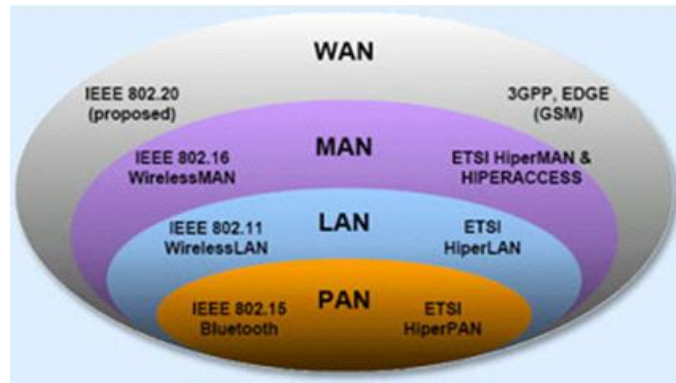 WAN
IEEE 802.20
(proposed)
3GPP, EDGE
(GSM)
MAN
IEEE 802.16
WirelessMAN
ETSI HiperMAN &
HIPERACCESS
LAN
IEEE 802.11
WirelessLAN
ETSI
HiperLAN
PAN
IEEE 802.15
Bluetooth
ETSI
HiperPAN